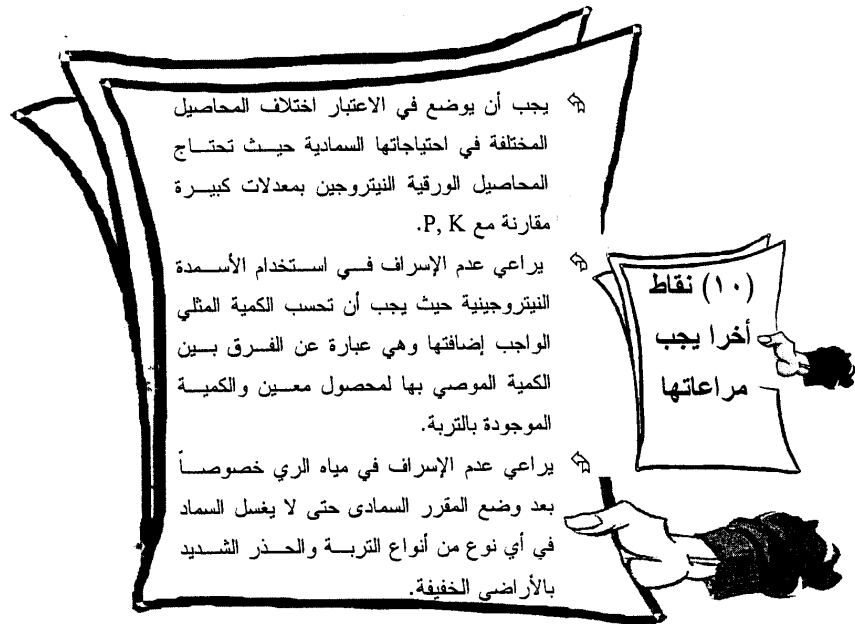 (١٠) نقاط
أخرا يجب
مراعاتها
يجب أن يوضع في الاعتبار اختلاف المحاصيل
المختلفة في احتياجاتها السمادية حيث تحتاج
المحاصيل الورقية النيتروجين بمعدلات كبيرة
مقارنة مع P, K.
يراعي عدم الإسراف في استخدام الأسمدة
النيتروجينية حيث يجب أن تحسب الكمية المثلي
الواجب إضافتها وهي عبارة عن الفرق بين
الكمية الموصي بها لمحصول معين والكمية
الموجودة بالتربة.
يراعي عدم الإسراف في مياه الري خصوصاً
بعد وضع المقرر السمادى حتى لا يغسل السماد
في أي نوع من أنواع التربة والحذر الشديد
بالأراضي الخفيفة.